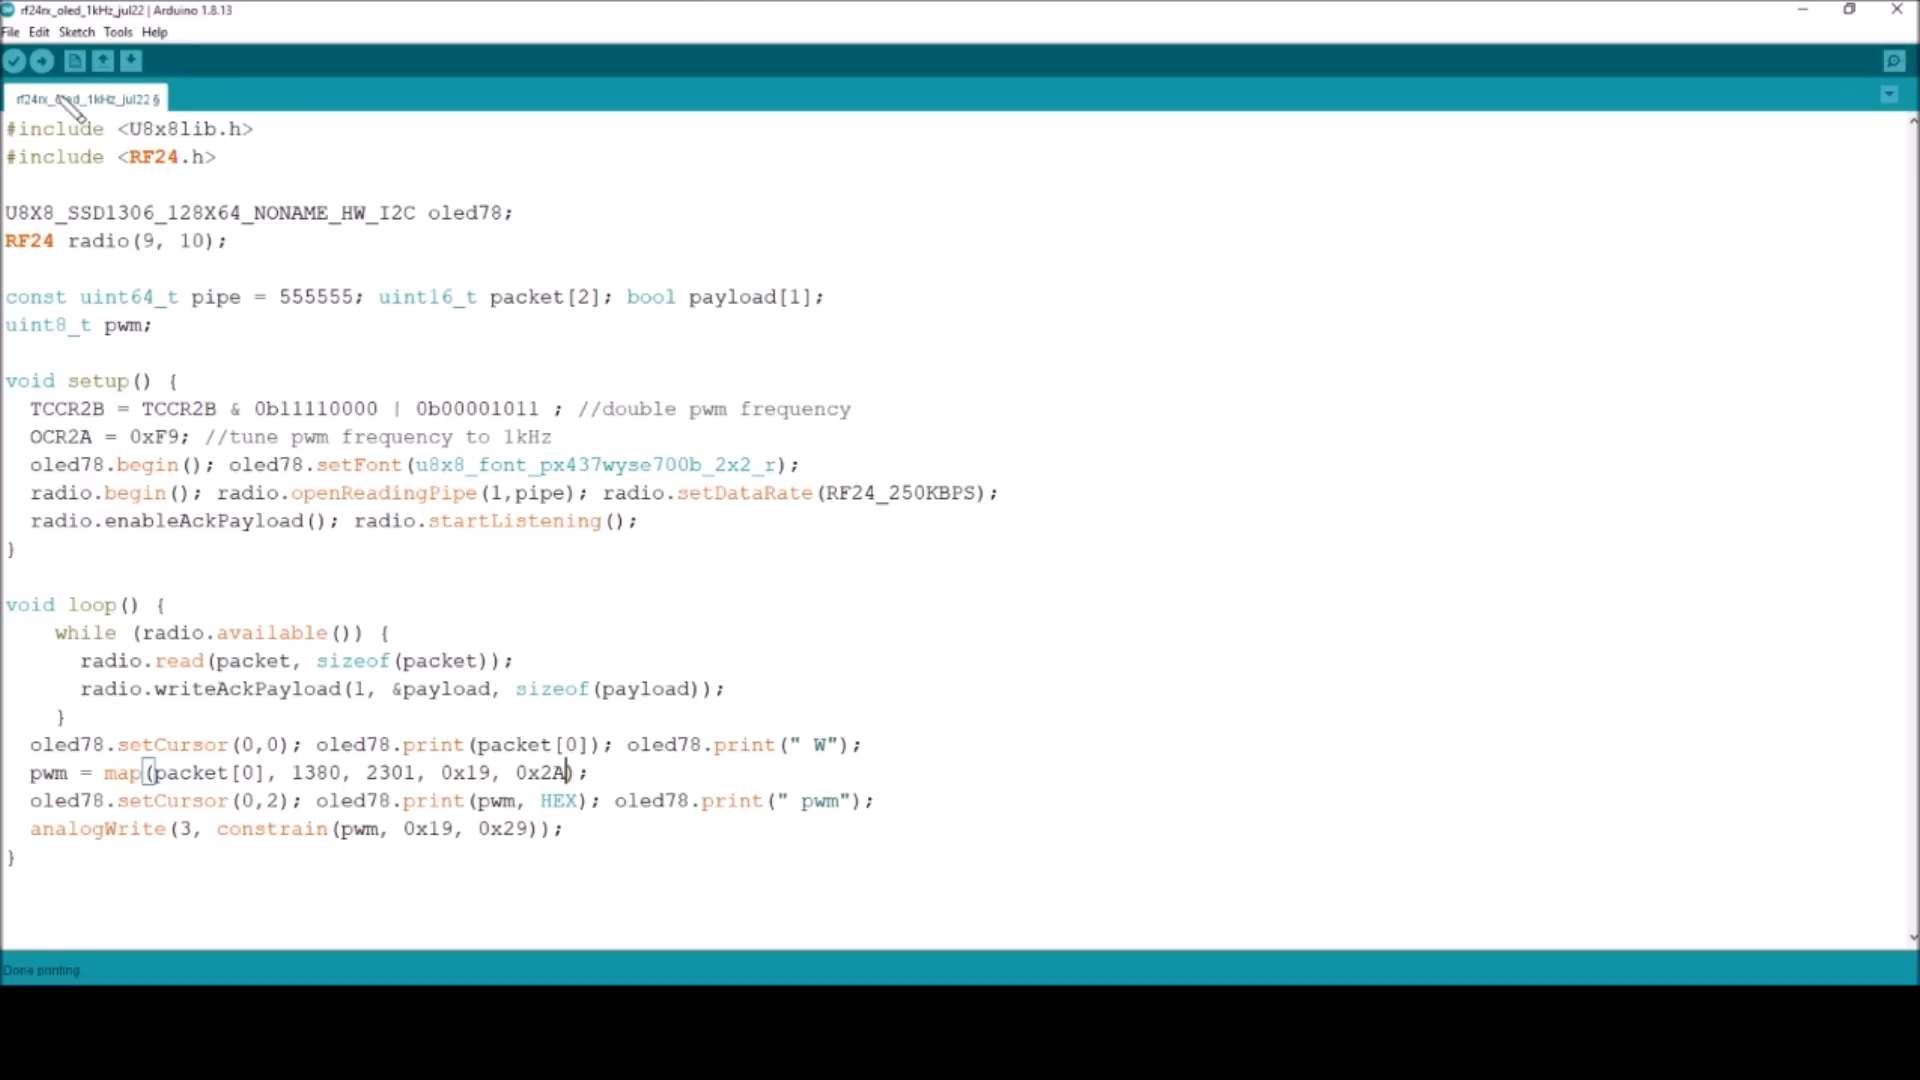 rf24rx_oled_1kHz_jul22 | Arduino 1.8.13
File Edit Sketch Tools Help
rf24rx_oled_1kHz_jul22 §
#include <U8x8lib.h>
#include <RF24.h>
U8X8_SSD1306_128X64_NONAME_HW_I2C oled78;
RF24 radio(9, 10);
const uint64_t pipe = 555555; uint16_t packet[2]; bool payload[1];
uint8_t pwm;
void setup() {
TCCR2B = TCCR2B & 0b11110000 | 0b00001011 ; //double pwm frequency
OCR2A = 0xF9; //tune pwm frequency to 1kHz
oled78.begin(); oled78.setFont(u8x8_font_px437wyse700b_2x2_r);
radio.begin(); radio.openReadingPipe(1,pipe); radio.setDataRate(RF24_250KBPS);
radio.enableAckPayload(); radio.startListening();
}
void loop() {
while (radio.available()) {
radio.read(packet, sizeof(packet));
radio.writeAckPayload(1, &payload, sizeof(payload));
}
oled78.setCursor(0,0); oled78.print(packet[0]); oled78.print(" W");
pwm = map(packet[0], 1380, 2301, 0x19, 0x2A);
oled78.setCursor(0,2); oled78.print(pwm, HEX); oled78.print(" pwm");
analogWrite(3, constrain(pwm, 0x19, 0x29));
}
Done printing